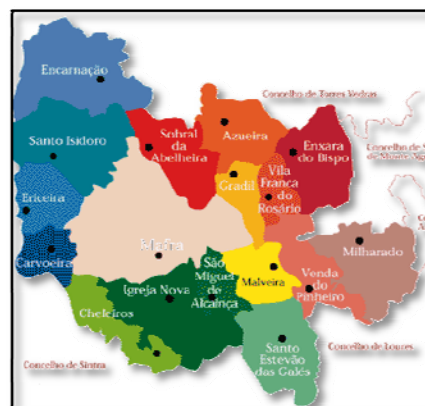 Encarnação
Concelho de Torres Vedras
Santo Isidoro
Sobral
da
Abelheira
Azueira
Enxara
do Bispo
Gradil
Vila
Franca
do
Rosário
Ericeira
Carvoeira
Mafra
São
Miguel
de
Alcainça
Igreja Nova
Malveira
Venda
do
Pinheiro
Milharado
Cheleiros
Santo
Estevão
das Galés
Concelho de Sintra
Concelho de Loures
Concelho de